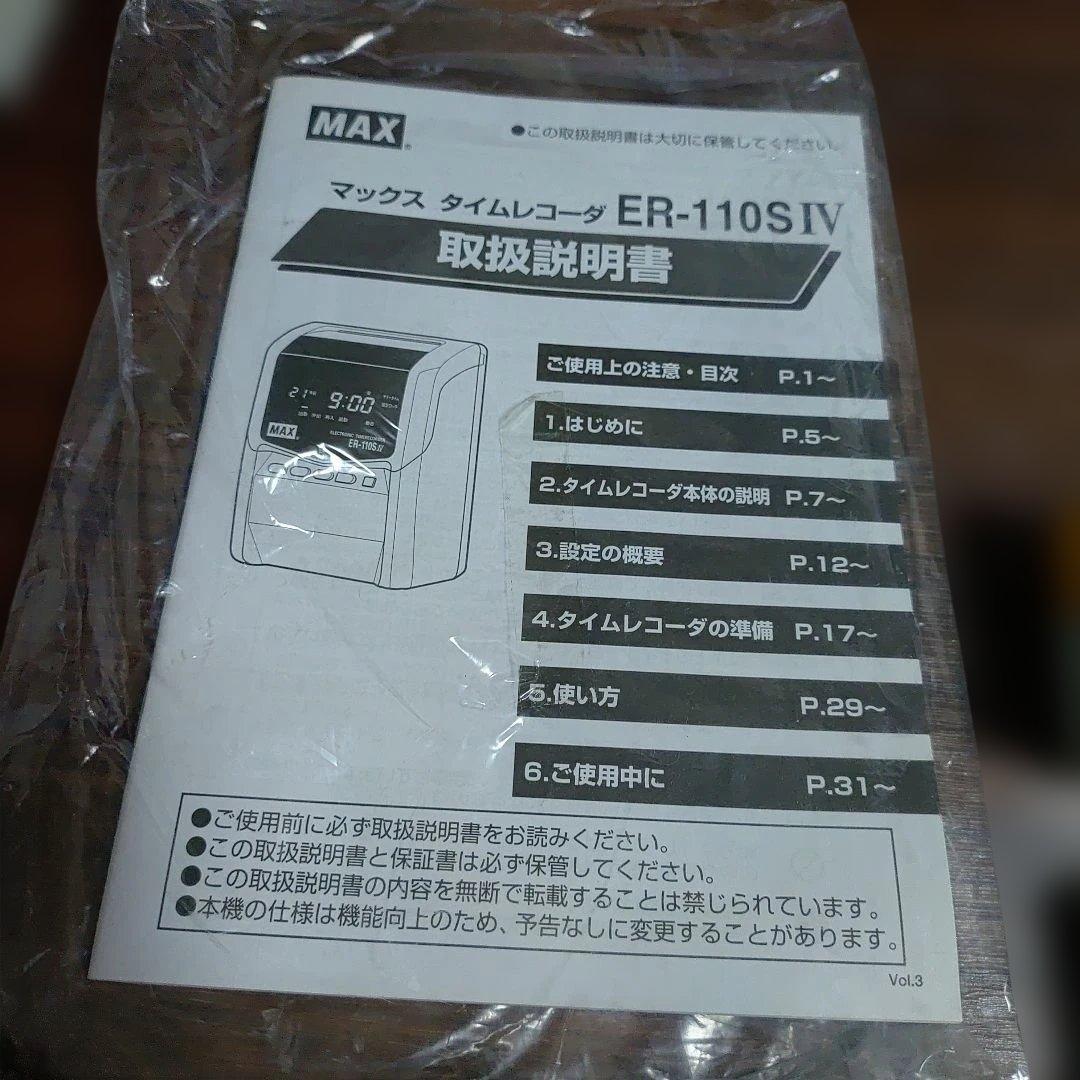 MAX
●この取扱説明書は大切に保管してください。
マックス タイムレコーダ ER-110SⅣ
取扱説明書
21 9:00
MAX
ELECTRONIC TIMERECORDER
ER-110SⅣ
ご使用上の注意・目次 P.1～
1.はじめに P.5～
2.タイムレコーダ本体の説明 P.7～
3.設定の概要 P.12～
4.タイムレコーダの準備 P.17～
5.使い方 P.29～
6.ご使用中に P.31～
●ご使用前に必ず取扱説明書をお読みください。
●この取扱説明書と保証書は必ず保管してください。
●この取扱説明書の内容を無断で転載することは禁じられています。
●本機の仕様は機能向上のため、予告なしに変更することがあります。
Vol.3